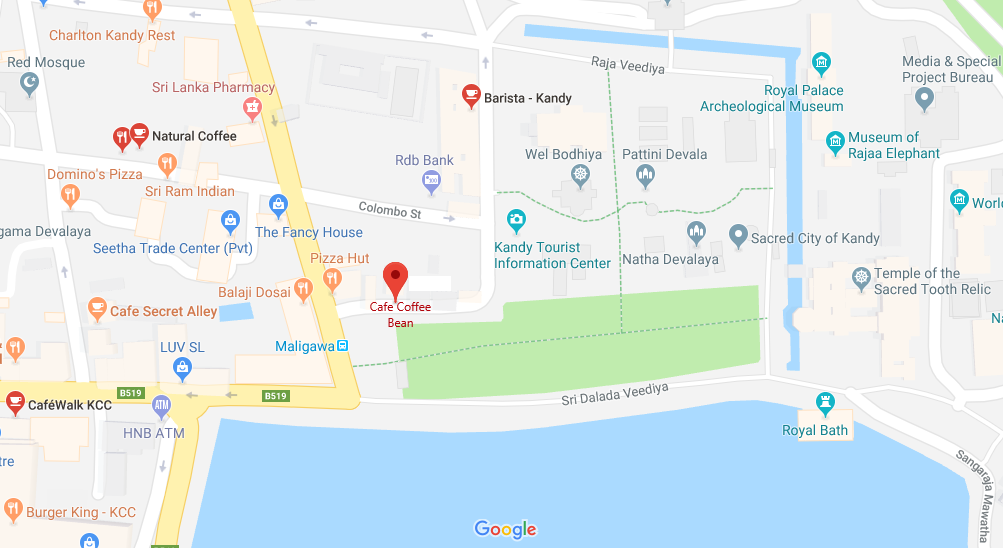 Charlton Kandy Rest
Red Mosque
Sri Lanka Pharmacy
Raja Veediya
Media & Special
Project Bureau
Royal Palace
Archeological Museum
Barista - Kandy
Natural Coffee
Museum of
Rajaa Elephant
Rdb Bank
Wel Bodhiya
Pattini Devala
Domino's Pizza
Sri Ram Indian
Colombo St
World
gama Devalaya
The Fancy House
Seetha Trade Center (Pvt)
Kandy Tourist
Information Center
Natha Devalaya
Sacred City of Kandy
Pizza Hut
Temple of the
Sacred Tooth Relic
Balaji Dosai
Cafe Coffee
Bean
Cafe Secret Alley
Na
LUV SL
Maligawa
B519
B519
Sri Dalada Veediya
CaféWalk KCC
ATM
HNB ATM
Royal Bath
tre
Sangaraja Mawatha
Burger King - KCC
Google
B519